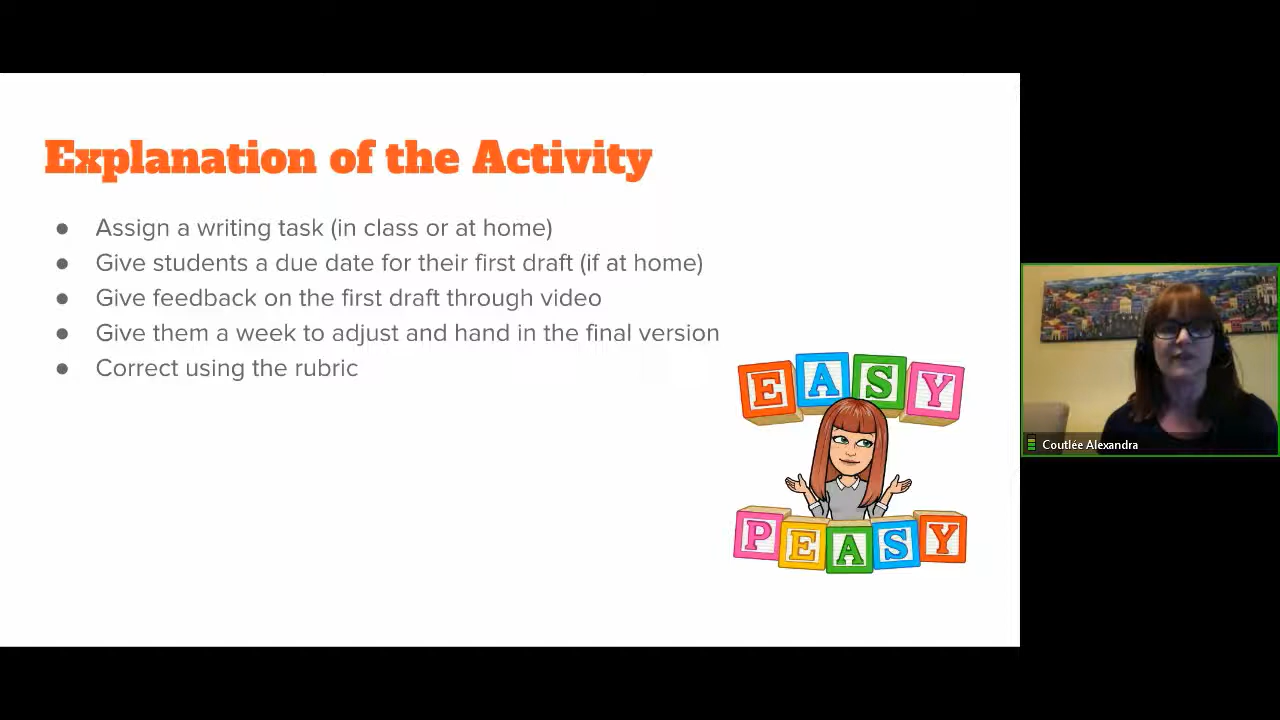 Explanation of the Activity
● Assign a writing task (in class or at home)
● Give students a due date for their first draft (if at home)
● Give feedback on the first draft through video
● Give them a week to adjust and hand in the final version
● Correct using the rubric
EASY
PEASY
Coutlée Alexandra